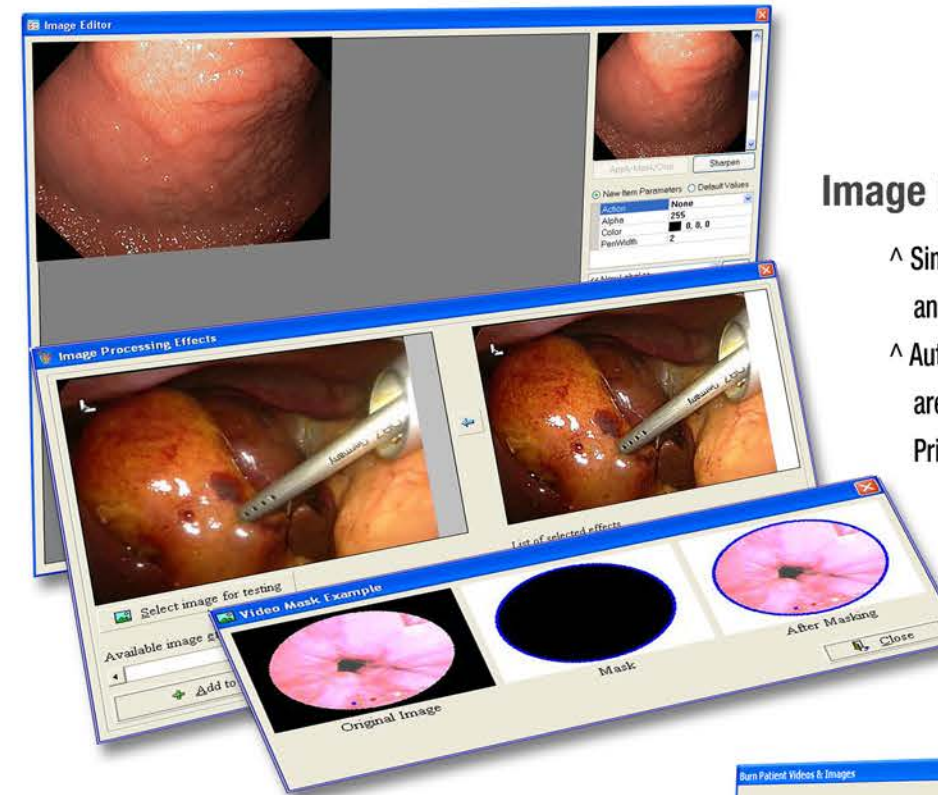 Image Editor
Apply Mask/Crop
Sharpen
New Item Parameters
Default Values
Action None
Alpha 255
Color 0, 0, 0
PenWidth 2
Image
^ Sin
an
^ Aut
are
Pri
Image Processing Effects
Germany
Germany
Select image for testing
List of selected effects
Available image
Add to
Video Mask Example
Original Image
Mask
After Masking
Close
Burn Patient Videos & Images